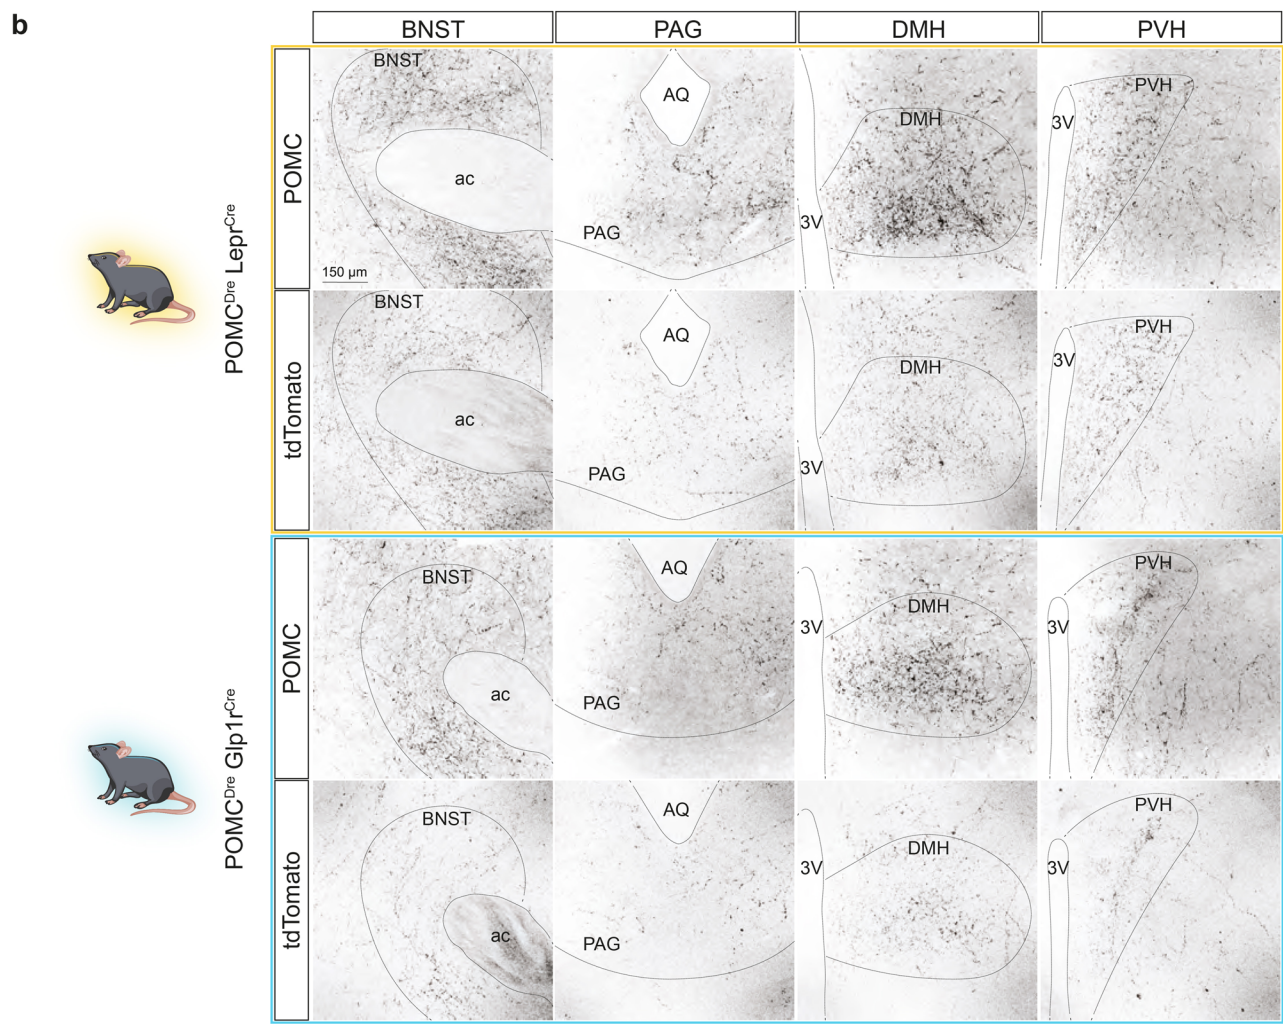 b
BNST PAG DMH PVH
POMC^Dre Lepr^Cre
POMC
BNST
ac
150 µm
AQ
PAG
DMH
3V
PVH
3V
tdTomato
BNST
ac
AQ
PAG
DMH
3V
PVH
3V
POMC^Dre Glp1r^Cre
POMC
BNST
ac
AQ
PAG
DMH
3V
PVH
3V
tdTomato
BNST
ac
AQ
PAG
DMH
3V
PVH
3V